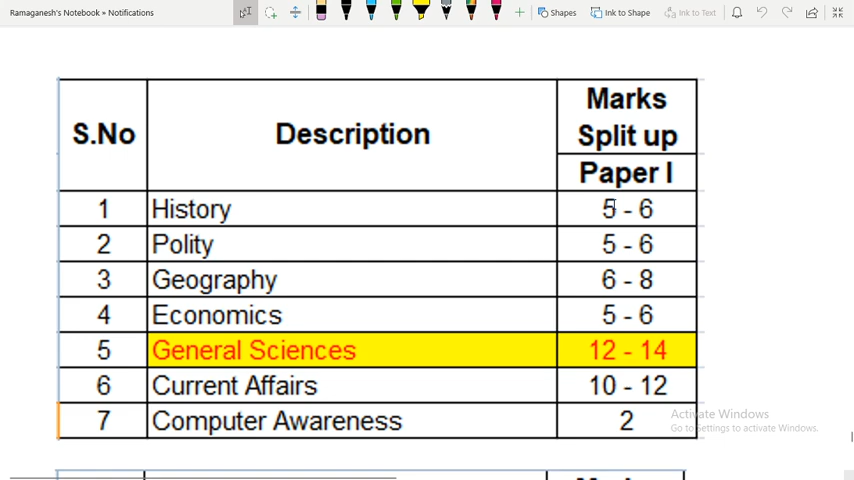 Ramaganesh's Notebook » Notifications
Shapes Ink to Shape Ink to Text
S.No Description Marks Split up
Paper I
1 History 5 - 6
2 Polity 5 - 6
3 Geography 6 - 8
4 Economics 5 - 6
5 General Sciences 12 - 14
6 Current Affairs 10 - 12
7 Computer Awareness 2
Activate Windows
Go to Settings to activate Windows.